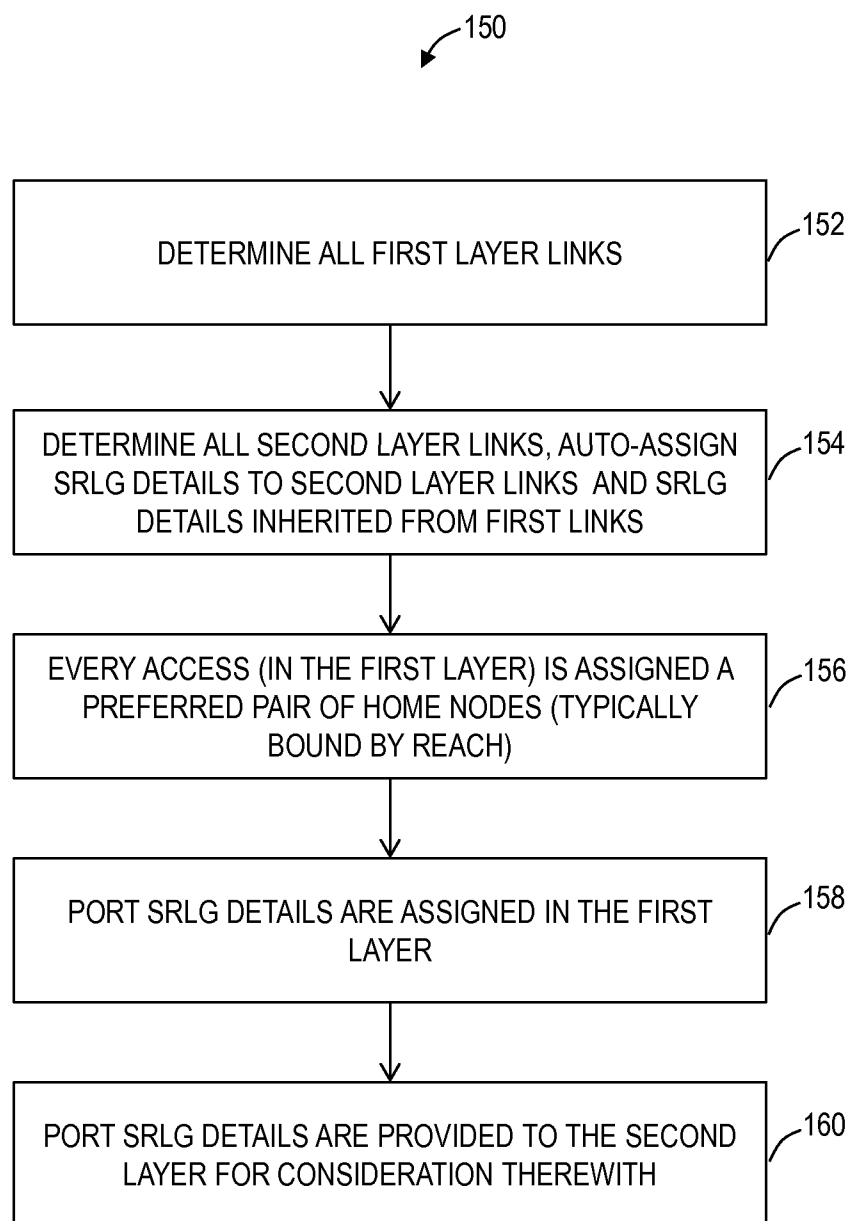 150
DETERMINE ALL FIRST LAYER LINKS
152
DETERMINE ALL SECOND LAYER LINKS, AUTO-ASSIGN
SRLG DETAILS TO SECOND LAYER LINKS AND SRLG
DETAILS INHERITED FROM FIRST LINKS
154
EVERY ACCESS (IN THE FIRST LAYER) IS ASSIGNED A
PREFERRED PAIR OF HOME NODES (TYPICALLY
BOUND BY REACH)
156
PORT SRLG DETAILS ARE ASSIGNED IN THE FIRST
LAYER
158
PORT SRLG DETAILS ARE PROVIDED TO THE SECOND
LAYER FOR CONSIDERATION THEREWITH
160